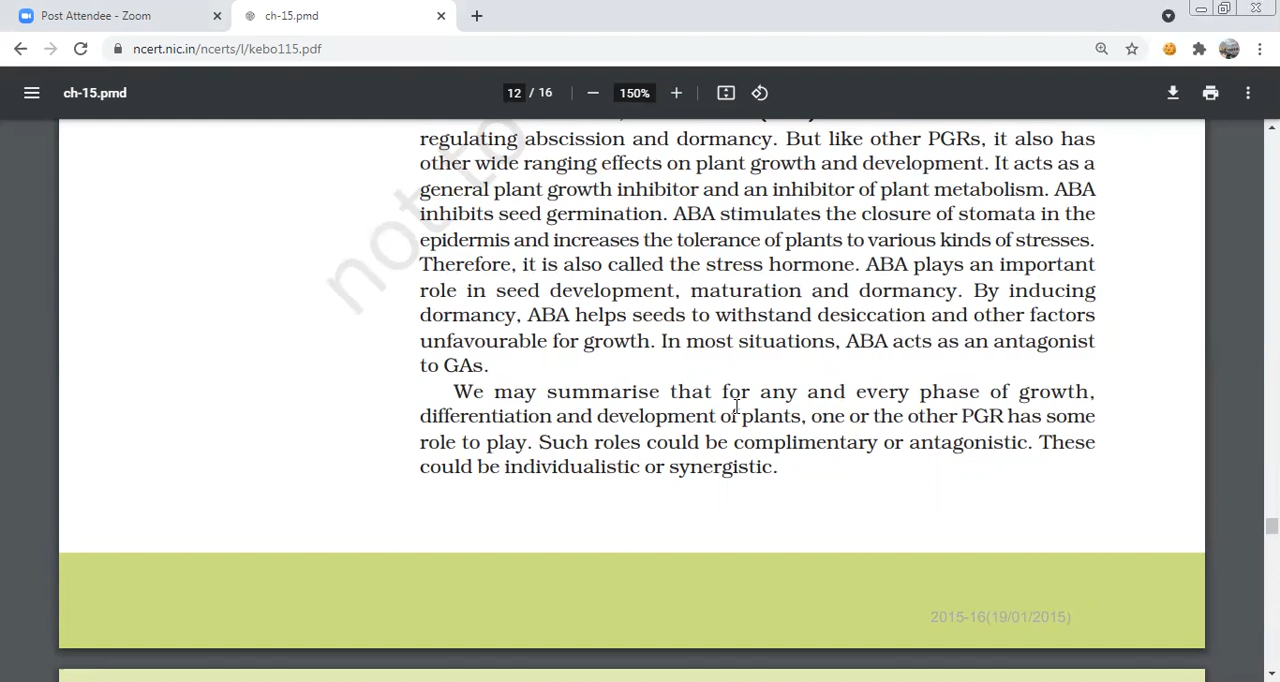 Post Attendee - Zoom
ch-15.pmd
ncert.nic.in/ncerts/l/kebo115.pdf
ch-15.pmd
12 / 16
150%
regulating abscission and dormancy. But like other PGRs, it also has
other wide ranging effects on plant growth and development. It acts as a
general plant growth inhibitor and an inhibitor of plant metabolism. ABA
inhibits seed germination. ABA stimulates the closure of stomata in the
epidermis and increases the tolerance of plants to various kinds of stresses.
Therefore, it is also called the stress hormone. ABA plays an important
role in seed development, maturation and dormancy. By inducing
dormancy, ABA helps seeds to withstand desiccation and other factors
unfavourable for growth. In most situations, ABA acts as an antagonist
to GAs.
We may summarise that for any and every phase of growth,
differentiation and development of plants, one or the other PGR has some
role to play. Such roles could be complimentary or antagonistic. These
could be individualistic or synergistic.
not to
2015-16(19/01/2015)